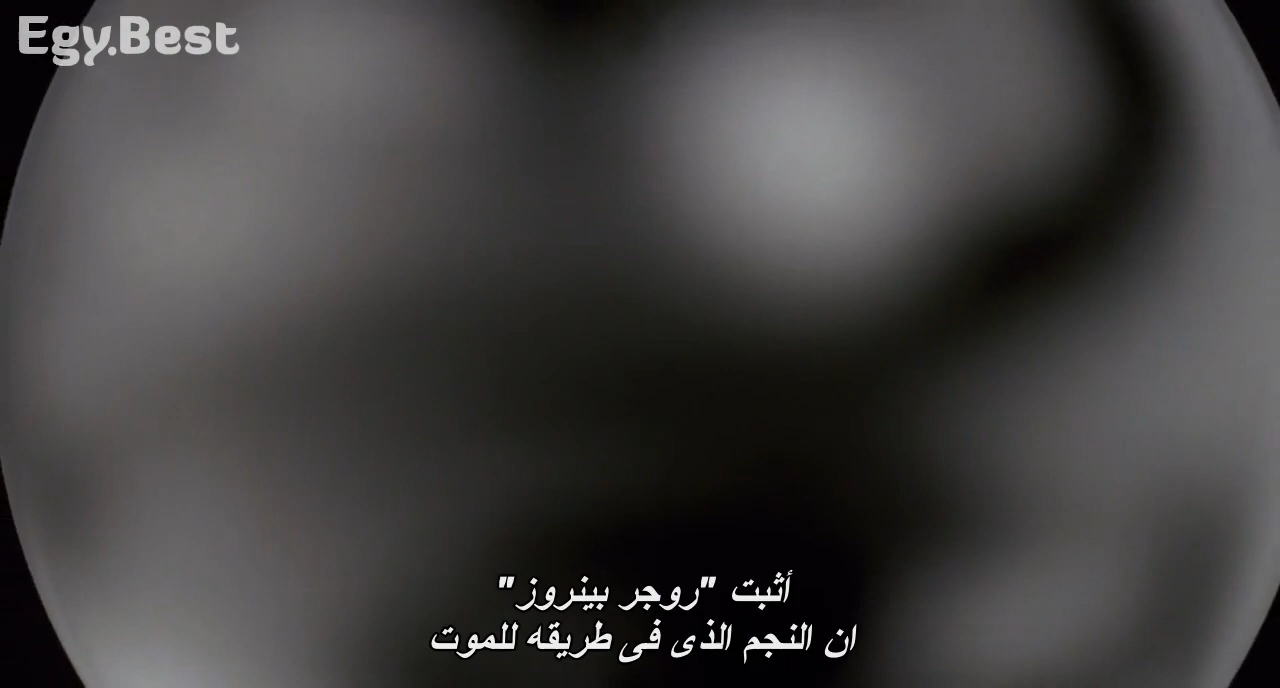 Egy.Best
أثبت "روجر بينروز"
ان النجم الذى فى طريقه للموت